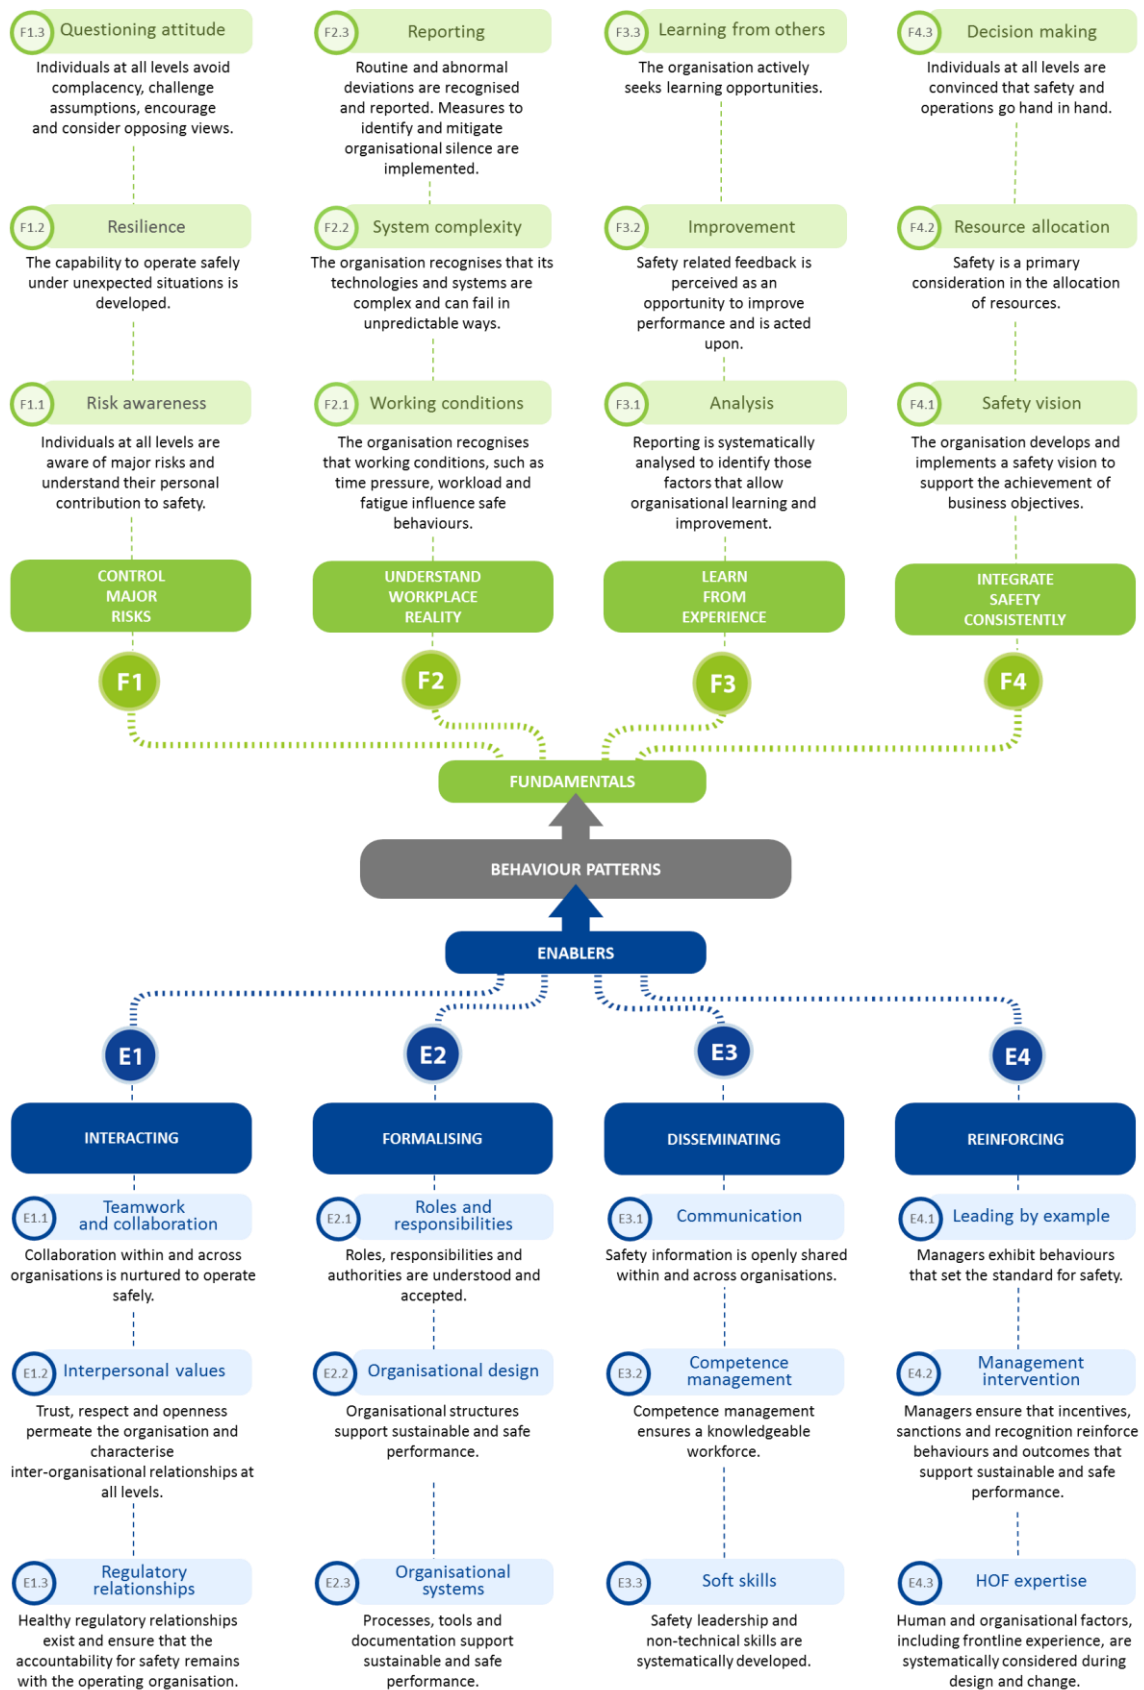 F1.3 Questioning attitude
Individuals at all levels avoid
complacency, challenge
assumptions, encourage
and consider opposing views.
F2.3 Reporting
Routine and abnormal
deviations are recognised
and reported. Measures to
identify and mitigate
organisational silence are
implemented.
F3.3 Learning from others
The organisation actively
seeks learning opportunities.
F4.3 Decision making
Individuals at all levels are
convinced that safety and
operations go hand in hand.
F1.2 Resilience
The capability to operate safely
under unexpected situations is
developed.
F2.2 System complexity
The organisation recognises that its
technologies and systems are
complex and can fail in
unpredictable ways.
F3.2 Improvement
Safety related feedback is
perceived as an
opportunity to improve
performance and is acted
upon.
F4.2 Resource allocation
Safety is a primary
consideration in the allocation
of resources.
F1.1 Risk awareness
Individuals at all levels are
aware of major risks and
understand their personal
contribution to safety.
F2.1 Working conditions
The organisation recognises
that working conditions, such as
time pressure, workload and
fatigue influence safe
behaviours.
F3.1 Analysis
Reporting is systematically
analysed to identify those
factors that allow
organisational learning and
improvement.
F4.1 Safety vision
The organisation develops and
implements a safety vision to
support the achievement of
business objectives.
CONTROL
MAJOR
RISKS
UNDERSTAND
WORKPLACE
REALITY
LEARN
FROM
EXPERIENCE
INTEGRATE
SAFETY
CONSISTENTLY
F1
F2
F3
F4
FUNDAMENTALS
BEHAVIOUR PATTERNS
ENABLERS
E1
E2
E3
E4
INTERACTING
FORMALISING
DISSEMINATING
REINFORCING
E1.1 Teamwork
and collaboration
Collaboration within and across
organisations is nurtured to operate
safely.
E2.1 Roles and
responsibilities
Roles, responsibilities and
authorities are understood and
accepted.
E3.1 Communication
Safety information is openly shared
within and across organisations.
E4.1 Leading by example
Managers exhibit behaviours
that set the standard for safety.
E1.2 Interpersonal values
Trust, respect and openness
permeate the organisation and
characterise
inter-organisational relationships at
all levels.
E2.2 Organisational design
Organisational structures
support sustainable and safe
performance.
E3.2 Competence
management
Competence management
ensures a knowledgeable
workforce.
E4.2 Management
intervention
Managers ensure that incentives,
sanctions and recognition reinforce
behaviours and outcomes that
support sustainable and safe
performance.
E1.3 Regulatory
relationships
Healthy regulatory relationships
exist and ensure that the
accountability for safety remains
with the operating organisation.
E2.3 Organisational
systems
Processes, tools and
documentation support
sustainable and safe
performance.
E3.3 Soft skills
Safety leadership and
non-technical skills are
systematically developed.
E4.3 HOF expertise
Human and organisational factors,
including frontline experience, are
systematically considered during
design and change.